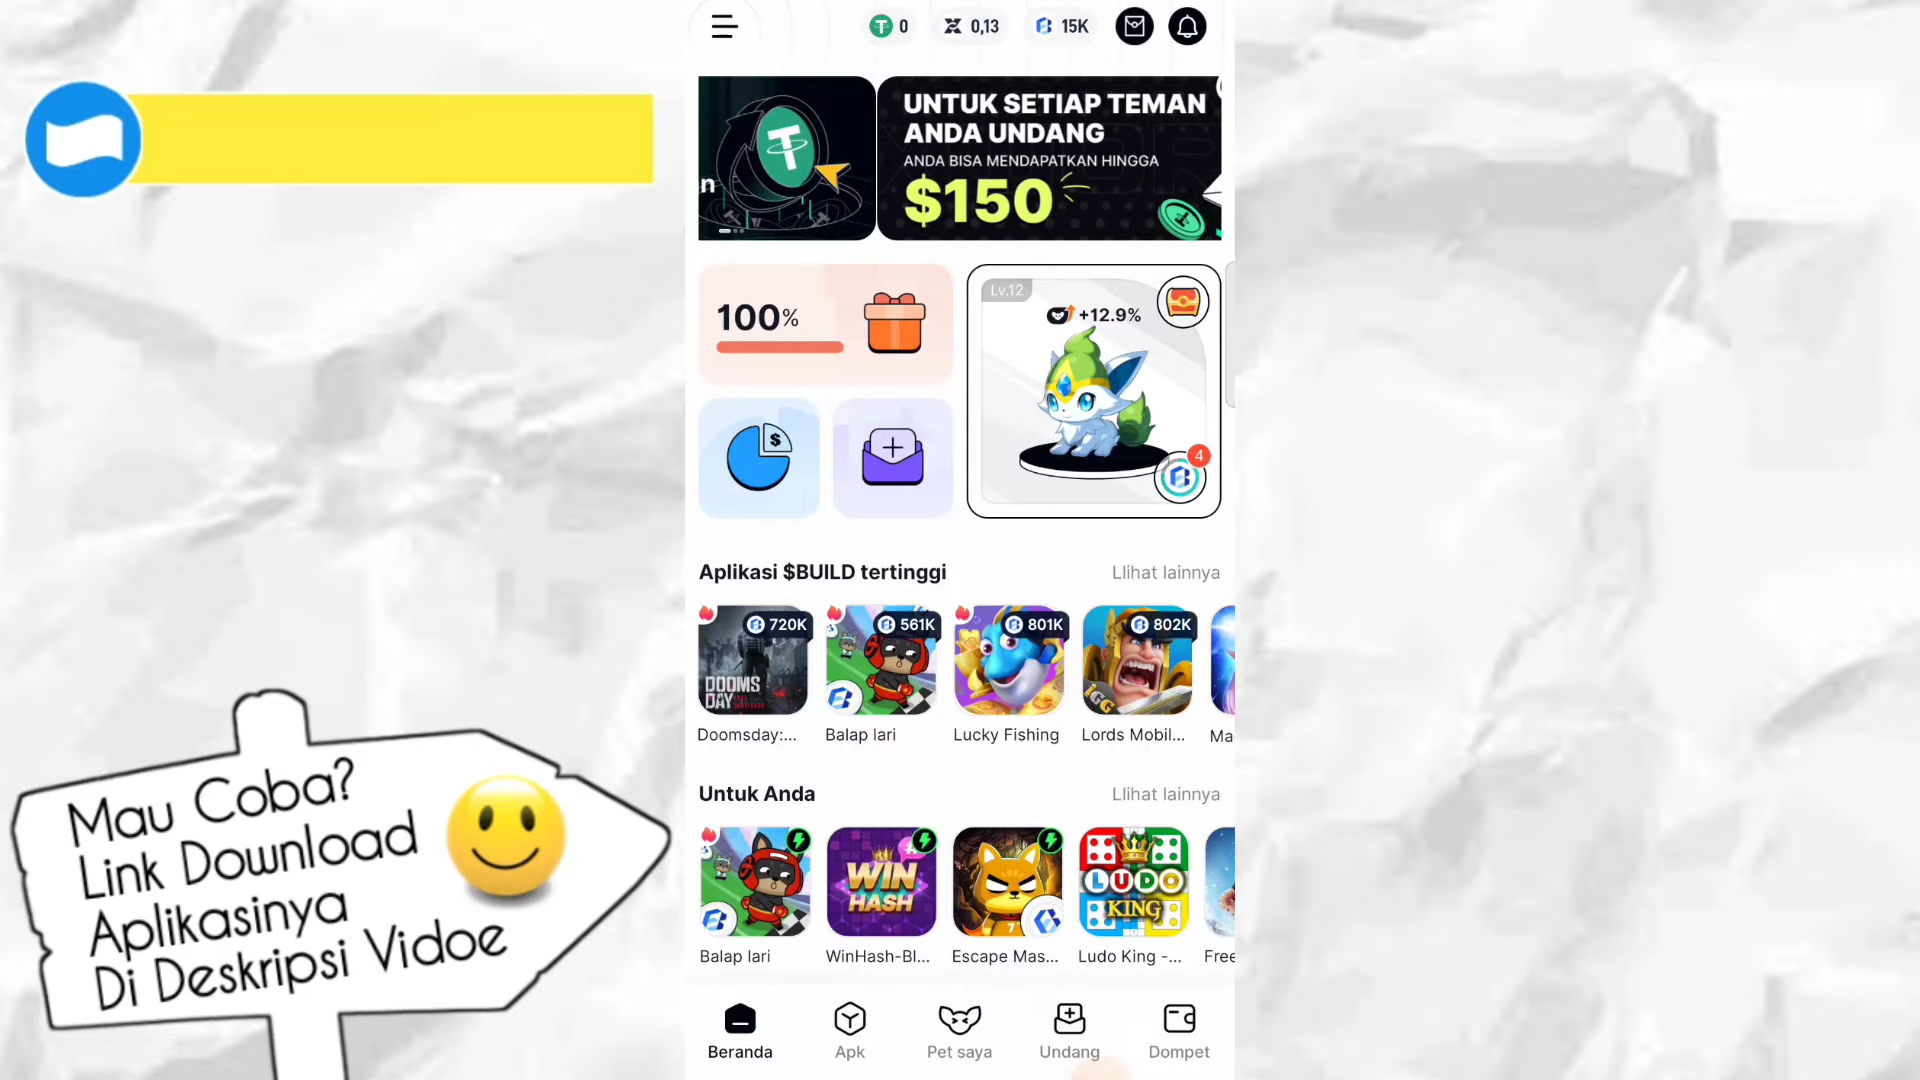 0
0,13
15K
n
UNTUK SETIAP TEMAN
ANDA UNDANG
ANDA BISA MENDAPATKAN HINGGA
$150
100%
Lv.12
+12.9%
$
4
Aplikasi $BUILD tertinggi
Llihat lainnya
720K
561K
801K
802K
DOOMS
DAY
IGG
Doomsday:...
Balap lari
Lucky Fishing
Lords Mobil...
Ma
Untuk Anda
Llihat lainnya
WIN
HASH
LUDO
KING
Balap lari
WinHash-Bl...
Escape Mas...
Ludo King -...
Free
Beranda
Apk
Pet saya
Undang
Dompet
Mau Coba?
Link Download
Aplikasinya
Di Deskripsi Vidoe